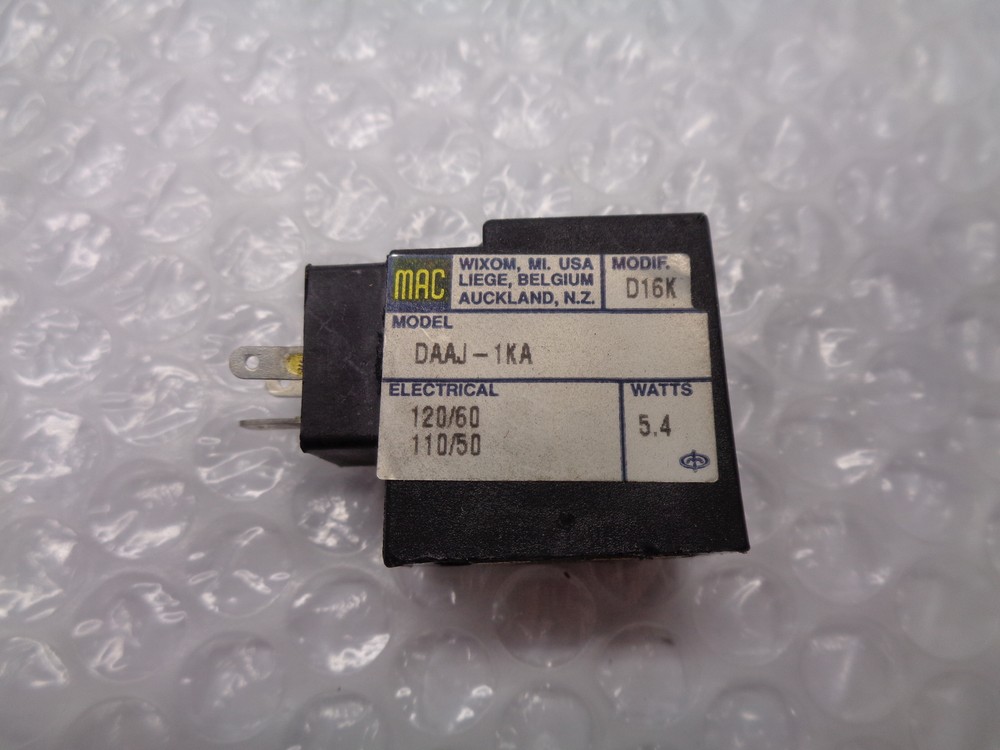 MAC
WIXOM, MI. USA
LIEGE, BELGIUM
AUCKLAND, N.Z.
MODIF.
D16K
MODEL
DAAJ-1KA
ELECTRICAL
120/60
110/50
WATTS
5.4